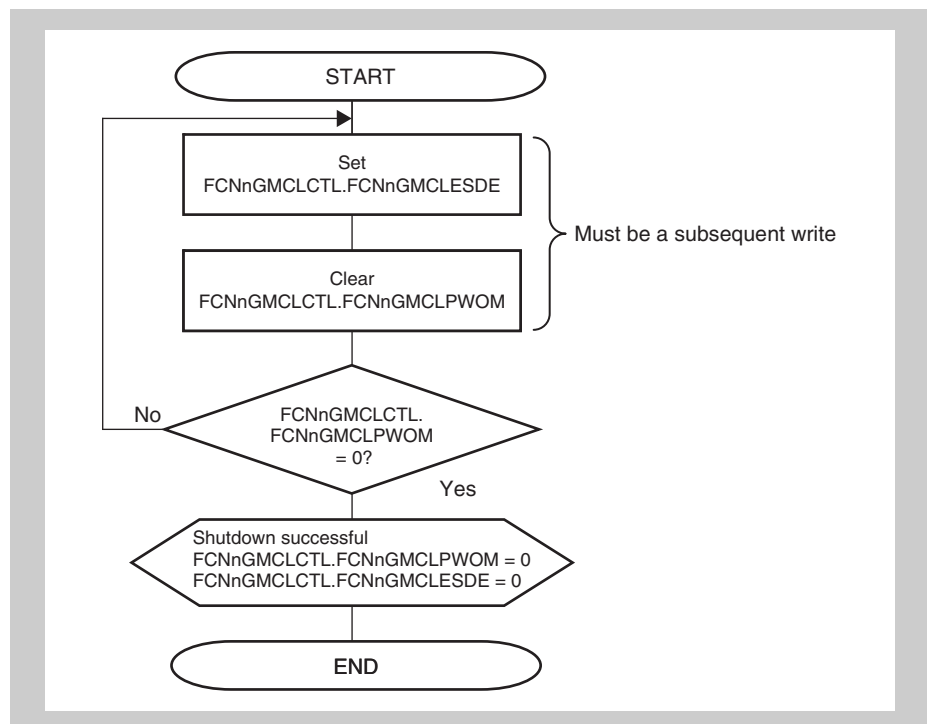 START
Set
FCNnGMCLCTL.FCNnGMCLESDE
Must be a subsequent write
Clear
FCNnGMCLCTL.FCNnGMCLPWOM
No
FCNnGMCLCTL.
FCNnGMCLPWOM
= 0?
Yes
Shutdown successful
FCNnGMCLCTL.FCNnGMCLPWOM = 0
FCNnGMCLCTL.FCNnGMCLESDE = 0
END